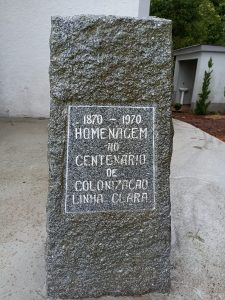 1870 - 1970
HOMENAGEM
AO
CENTENÁRIO
DE
COLONIZAÇÃO
LINHA CLARA